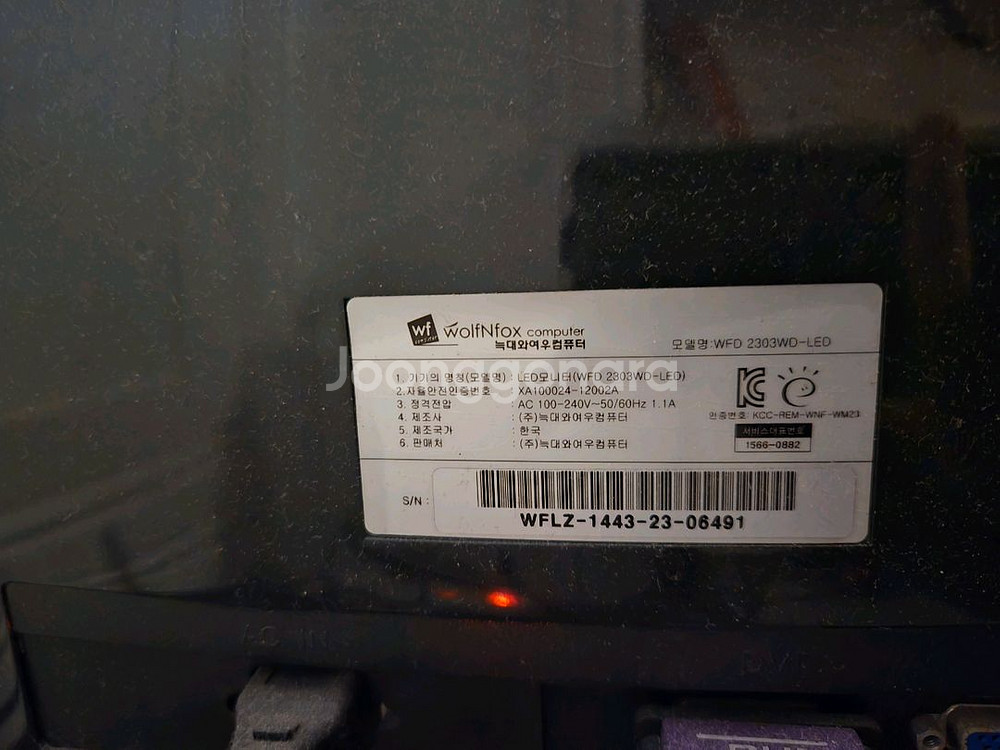 wf
computer
wolfNfox computer
늑대와여우컴퓨터
모델명:WFD 2303WD-LED
Joonggonara
1. 기기의 명칭(모델명) : LED모니터(WFD 2303WD-LED)
2.자율안전인증번호 : XA100024-12002A
3. 정격전압 : AC 100-240V~50/60Hz 1.1A
4. 제조사 : (주)늑대와여우컴퓨터
5. 제조국가 : 한국
6. 판매처 : (주)늑대와여우컴퓨터
인증번호: KCC-REM-WNF-WM23
서비스대표번호
1566-0882
S/N :
WFLZ-1443-23-06491
AC IN